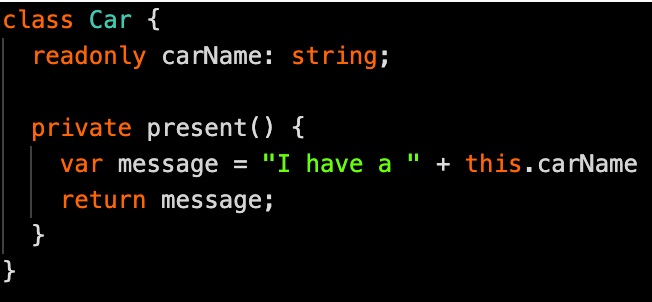 class Car {
readonly carName: string;
private present() {
var message = "I have a " + this.carName
return message;
}
}